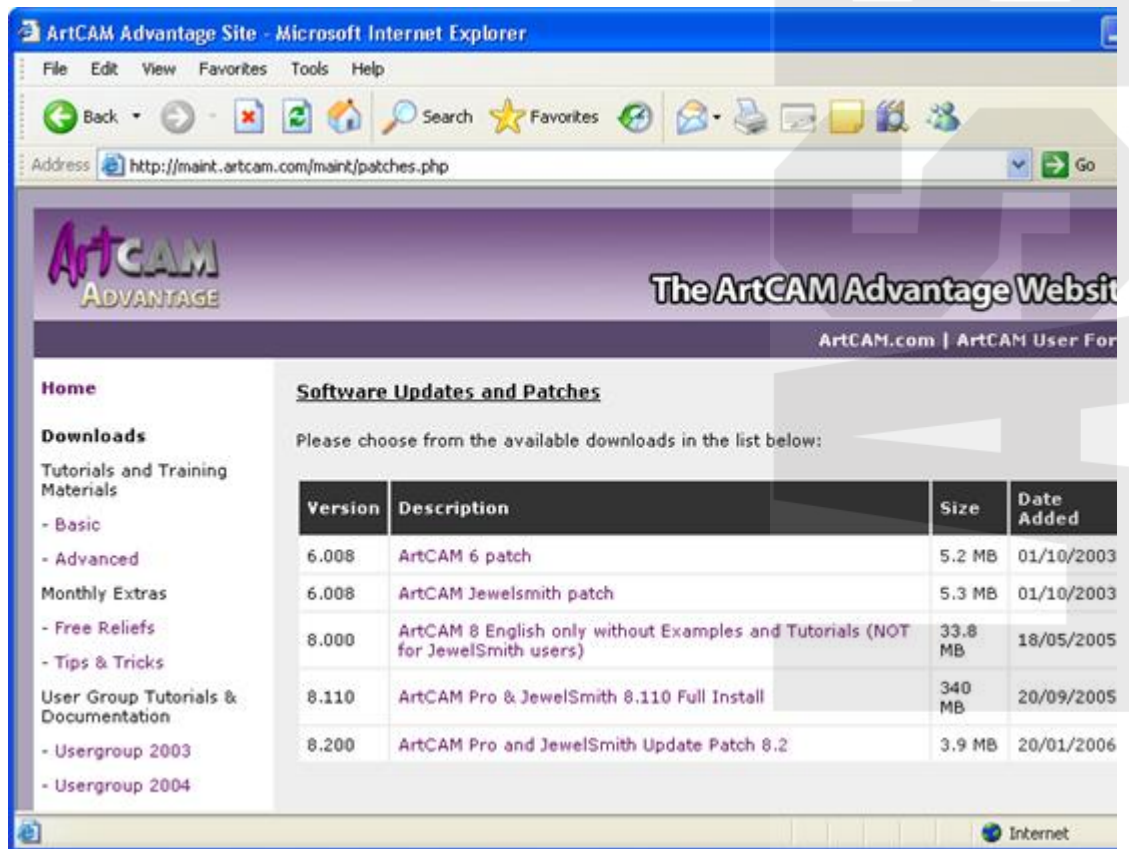 ArtCAM Advantage Site - Microsoft Internet Explorer
File Edit View Favorites Tools Help
Back Search Favorites
Address http://maint.artcam.com/maint/patches.php Go
ArtCAM
ADVANTAGE
The ArtCAM Advantage Websit
ArtCAM.com | ArtCAM User For
Home
Downloads
Tutorials and Training
Materials
- Basic
- Advanced
Monthly Extras
- Free Reliefs
- Tips & Tricks
User Group Tutorials &
Documentation
- Usergroup 2003
- Usergroup 2004
Software Updates and Patches
Please choose from the available downloads in the list below:
Version Description Size Date Added
6.008 ArtCAM 6 patch 5.2 MB 01/10/2003
6.008 ArtCAM Jewelsmith patch 5.3 MB 01/10/2003
8.000 ArtCAM 8 English only without Examples and Tutorials (NOT
for JewelSmith users) 33.8 MB 18/05/2005
8.110 ArtCAM Pro & JewelSmith 8.110 Full Install 340 MB 20/09/2005
8.200 ArtCAM Pro and JewelSmith Update Patch 8.2 3.9 MB 20/01/2006
Internet